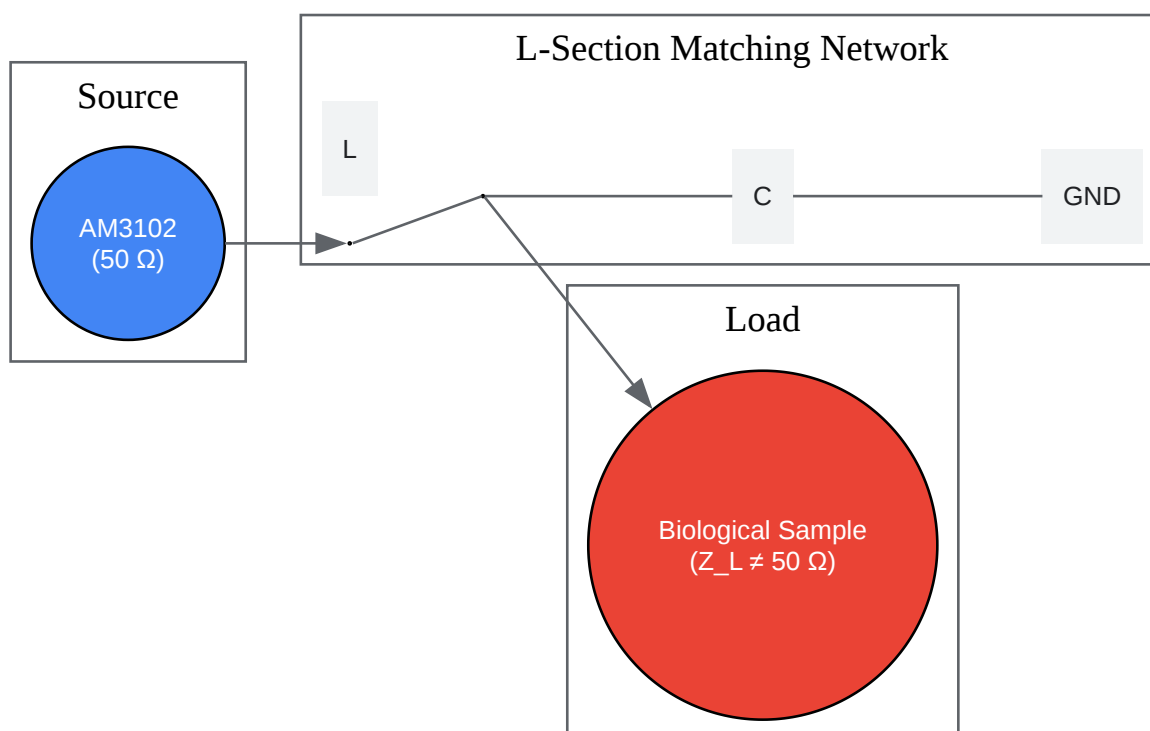 L-Section Matching Network
Source
L
AM3102
(50 Ω)
C
GND
Load
Biological Sample
(Z_L ≠ 50 Ω)